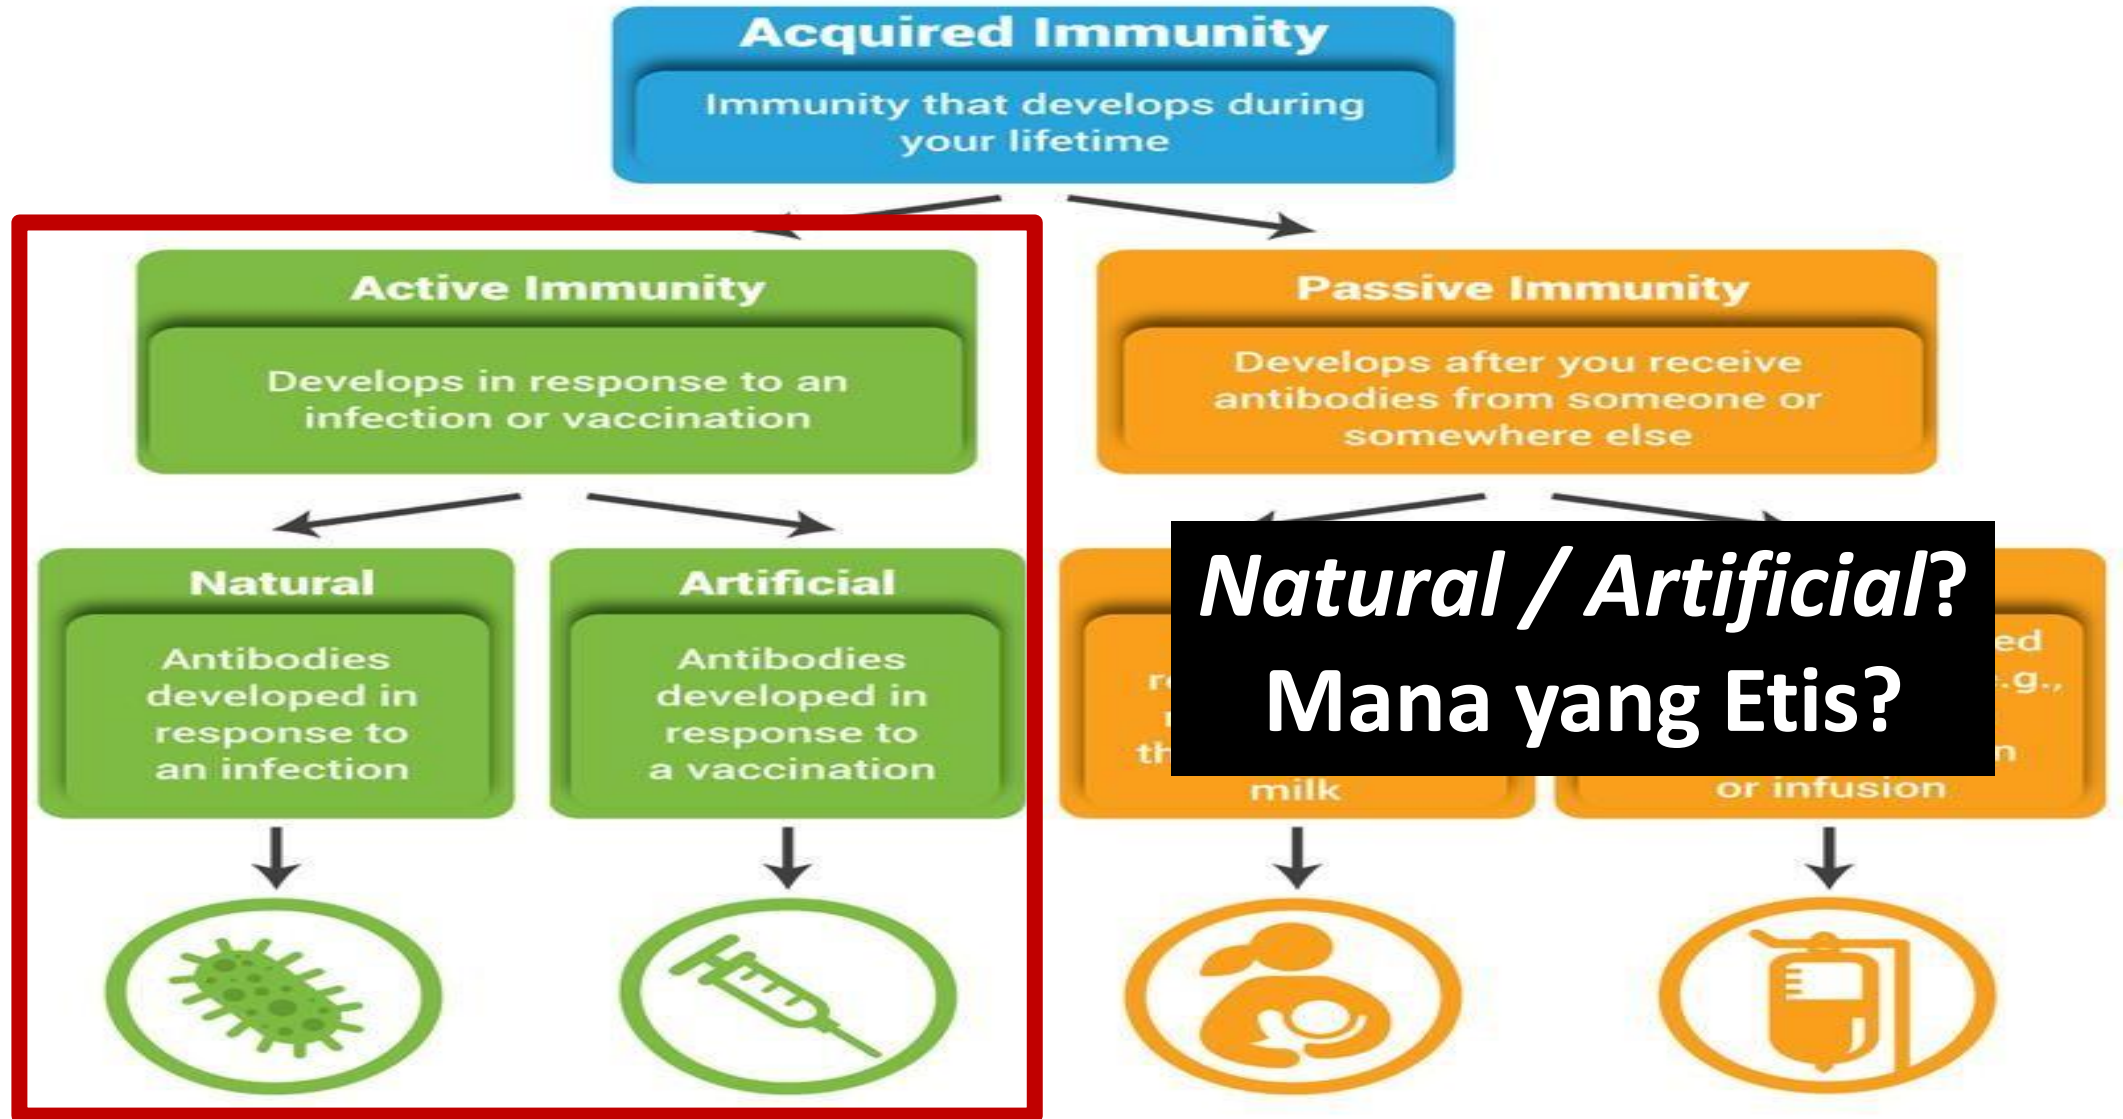 Acquired Immunity
Immunity that develops during
your lifetime
Active Immunity
Develops in response to an
infection or vaccination
Passive Immunity
Develops after you receive
antibodies from someone or
somewhere else
Natural
Antibodies
developed in
response to
an infection
Artificial
Antibodies
developed in
response to
a vaccination
Natural / Artificial?
Mana yang Etis?
milk
or infusion